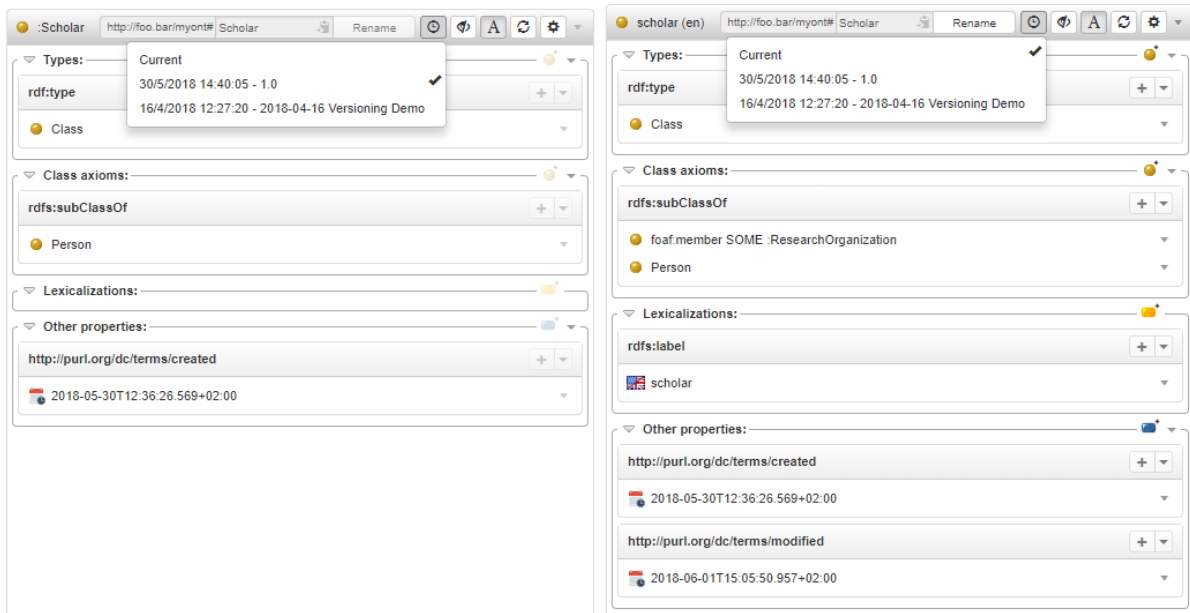 :Scholar
http://foo.bar/myont#
Scholar
Rename
A
Current
30/5/2018 14:40:05 - 1.0
16/4/2018 12:27:20 - 2018-04-16 Versioning Demo
Types:
rdf:type
Class
Class axioms:
rdfs:subClassOf
Person
Lexicalizations:
Other properties:
http://purl.org/dc/terms/created
2018-05-30T12:36:26.569+02:00
scholar (en)
http://foo.bar/myont#
Scholar
Rename
A
Current
30/5/2018 14:40:05 - 1.0
16/4/2018 12:27:20 - 2018-04-16 Versioning Demo
Types:
rdf:type
Class
Class axioms:
rdfs:subClassOf
foaf:member SOME :ResearchOrganization
Person
Lexicalizations:
rdfs:label
scholar
Other properties:
http://purl.org/dc/terms/created
2018-05-30T12:36:26.569+02:00
http://purl.org/dc/terms/modified
2018-06-01T15:05:50.957+02:00